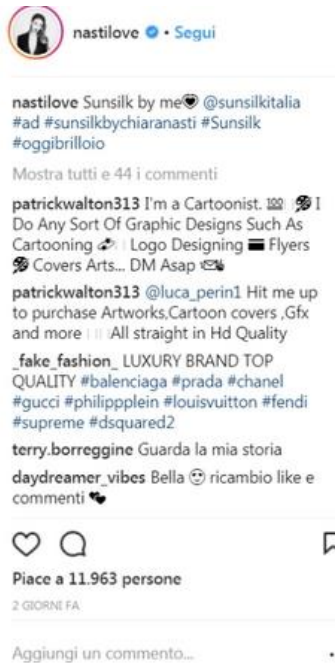 nastilove • Segui
nastilove Sunsilk by me🖤 @sunsilkitalia
#ad #sunsilkbychiaranasti #Sunsilk
#oggibrilloio
Mostra tutti e 44 i commenti
patrickwalton313 I'm a Cartoonist. 💯 🎨 I
Do Any Sort Of Graphic Designs Such As
Cartooning Logo Designing Flyers
🎨 Covers Arts... DM Asap
patrickwalton313 @luca_perin1 Hit me up
to purchase Artworks,Cartoon covers ,Gfx
and more All straight in Hd Quality
_fake_fashion_ LUXURY BRAND TOP
QUALITY #balenciaga #prada #chanel
#gucci #philippplein #louisvuitton #fendi
#supreme #dsquared2
terry.borreggine Guarda la mia storia
daydreamer_vibes Bella ricambio like e
commenti
Piace a 11.963 persone
2 GIORNI FA
Aggiungi un commento...